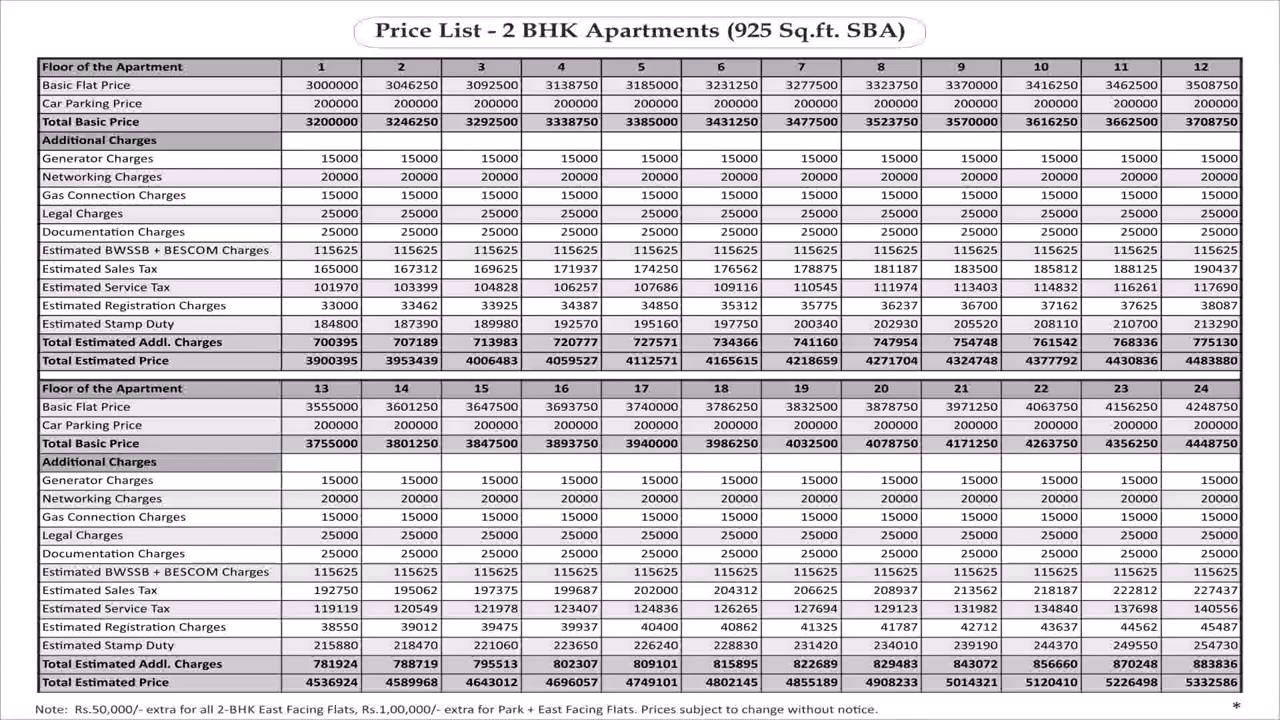 Price List - 2 BHK Apartments (925 Sq.ft. SBA)
Floor of the Apartment 1 2 3 4 5 6 7 8 9 10 11 12
Basic Flat Price 3000000 3046250 3092500 3138750 3185000 3231250 3277500 3323750 3370000 3416250 3462500 3508750
Car Parking Price 200000 200000 200000 200000 200000 200000 200000 200000 200000 200000 200000 200000
Total Basic Price 3200000 3246250 3292500 3338750 3385000 3431250 3477500 3523750 3570000 3616250 3662500 3708750
Additional Charges
Generator Charges 15000 15000 15000 15000 15000 15000 15000 15000 15000 15000 15000 15000
Networking Charges 20000 20000 20000 20000 20000 20000 20000 20000 20000 20000 20000 20000
Gas Connection Charges 15000 15000 15000 15000 15000 15000 15000 15000 15000 15000 15000 15000
Legal Charges 25000 25000 25000 25000 25000 25000 25000 25000 25000 25000 25000 25000
Documentation Charges 25000 25000 25000 25000 25000 25000 25000 25000 25000 25000 25000 25000
Estimated BWSSB + BESCOM Charges 115625 115625 115625 115625 115625 115625 115625 115625 115625 115625 115625 115625
Estimated Sales Tax 165000 167312 169625 171937 174250 176562 178875 181187 183500 185812 188125 190437
Estimated Service Tax 101970 103399 104828 106257 107686 109116 110545 111974 113403 114832 116261 117690
Estimated Registration Charges 33000 33462 33925 34387 34850 35312 35775 36237 36700 37162 37625 38087
Estimated Stamp Duty 184800 187390 189980 192570 195160 197750 200340 202930 205520 208110 210700 213290
Total Estimated Addl. Charges 700395 707189 713983 720777 727571 734366 741160 747954 754748 761542 768336 775130
Total Estimated Price 3900395 3953439 4006483 4059527 4112571 4165615 4218659 4271704 4324748 4377792 4430836 4483880
Floor of the Apartment 13 14 15 16 17 18 19 20 21 22 23 24
Basic Flat Price 3555000 3601250 3647500 3693750 3740000 3786250 3832500 3878750 3971250 4063750 4156250 4248750
Car Parking Price 200000 200000 200000 200000 200000 200000 200000 200000 200000 200000 200000 200000
Total Basic Price 3755000 3801250 3847500 3893750 3940000 3986250 4032500 4078750 4171250 4263750 4356250 4448750
Additional Charges
Generator Charges 15000 15000 15000 15000 15000 15000 15000 15000 15000 15000 15000 15000
Networking Charges 20000 20000 20000 20000 20000 20000 20000 20000 20000 20000 20000 20000
Gas Connection Charges 15000 15000 15000 15000 15000 15000 15000 15000 15000 15000 15000 15000
Legal Charges 25000 25000 25000 25000 25000 25000 25000 25000 25000 25000 25000 25000
Documentation Charges 25000 25000 25000 25000 25000 25000 25000 25000 25000 25000 25000 25000
Estimated BWSSB + BESCOM Charges 115625 115625 115625 115625 115625 115625 115625 115625 115625 115625 115625 115625
Estimated Sales Tax 192750 195062 197375 199687 202000 204312 206625 208937 213562 218187 222812 227437
Estimated Service Tax 119119 120549 121978 123407 124836 126265 127694 129123 131982 134840 137698 140556
Estimated Registration Charges 38550 39012 39475 39937 40400 40862 41325 41787 42712 43637 44562 45487
Estimated Stamp Duty 215880 218470 221060 223650 226240 228830 231420 234010 239190 244370 249550 254730
Total Estimated Addl. Charges 781924 788719 795513 802307 809101 815895 822689 829483 843072 856660 870248 883836
Total Estimated Price 4536924 4589968 4643012 4696057 4749101 4802145 4855189 4908233 5014321 5120410 5226498 5332586
Note: Rs.50,000/- extra for all 2-BHK East Facing Flats, Rs.1,00,000/- extra for Park + East Facing Flats. Prices subject to change without notice. *